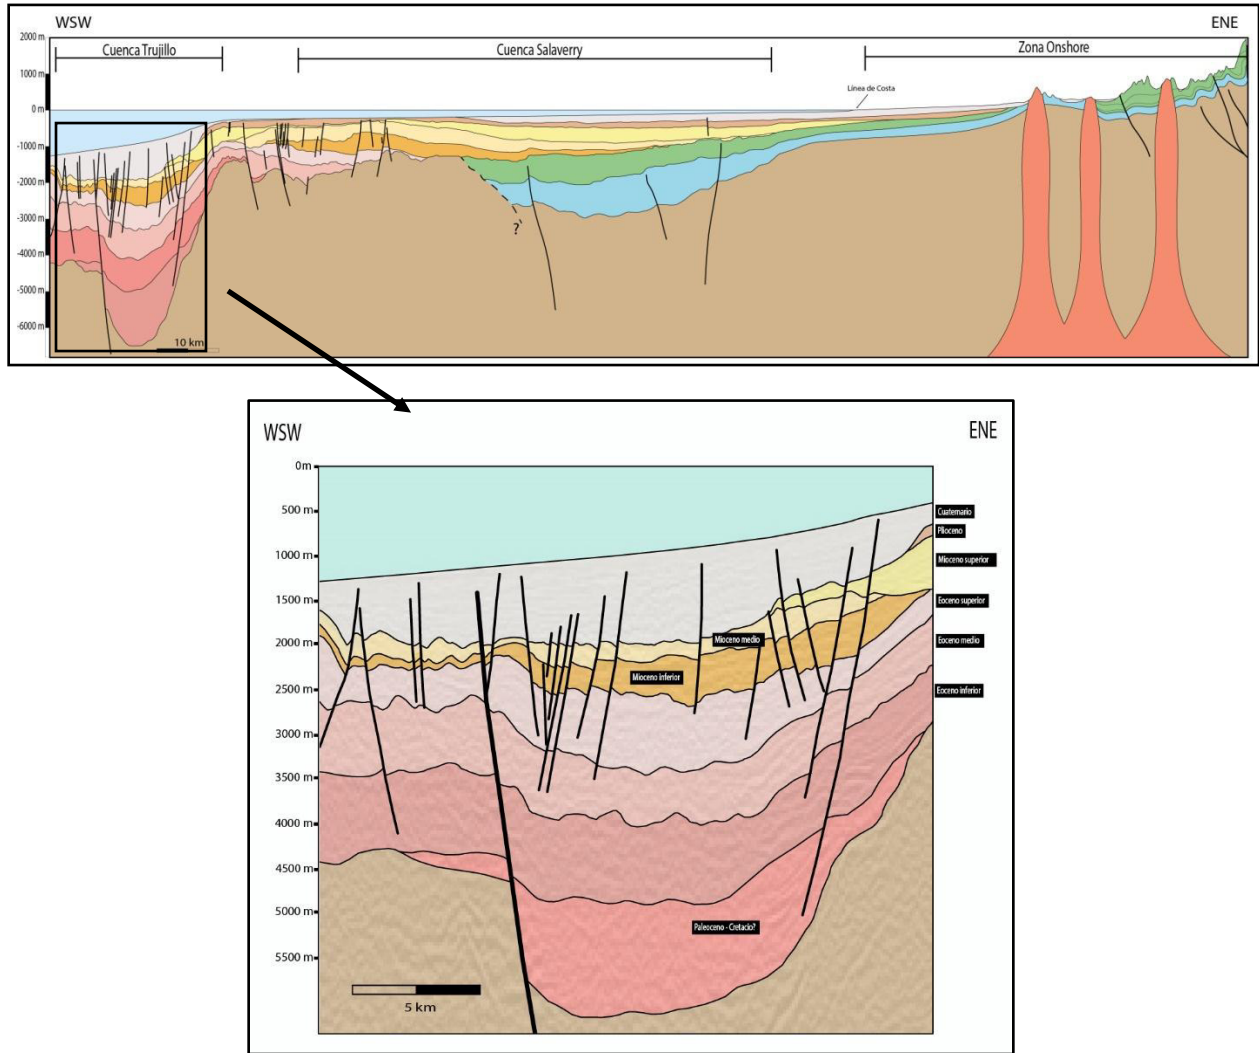 WSW
ENE
Cuenca Trujillo
Cuenca Salaverry
Zona Onshore
2000 m
1000 m
0 m
-1000 m
-2000 m
-3000 m
-4000 m
-5000 m
-6000 m
Línea de Costa
?
10 km
WSW
ENE
0m
500 m
1000 m
1500 m
2000 m
2500 m
3000 m
3500 m
4000 m
4500 m
5000 m
5500 m
Cuaternario
Plioceno
Mioceno superior
Eoceno superior
Mioceno medio
Eoceno medio
Mioceno inferior
Eoceno inferior
Paleoceno - Cretacio?
5 km